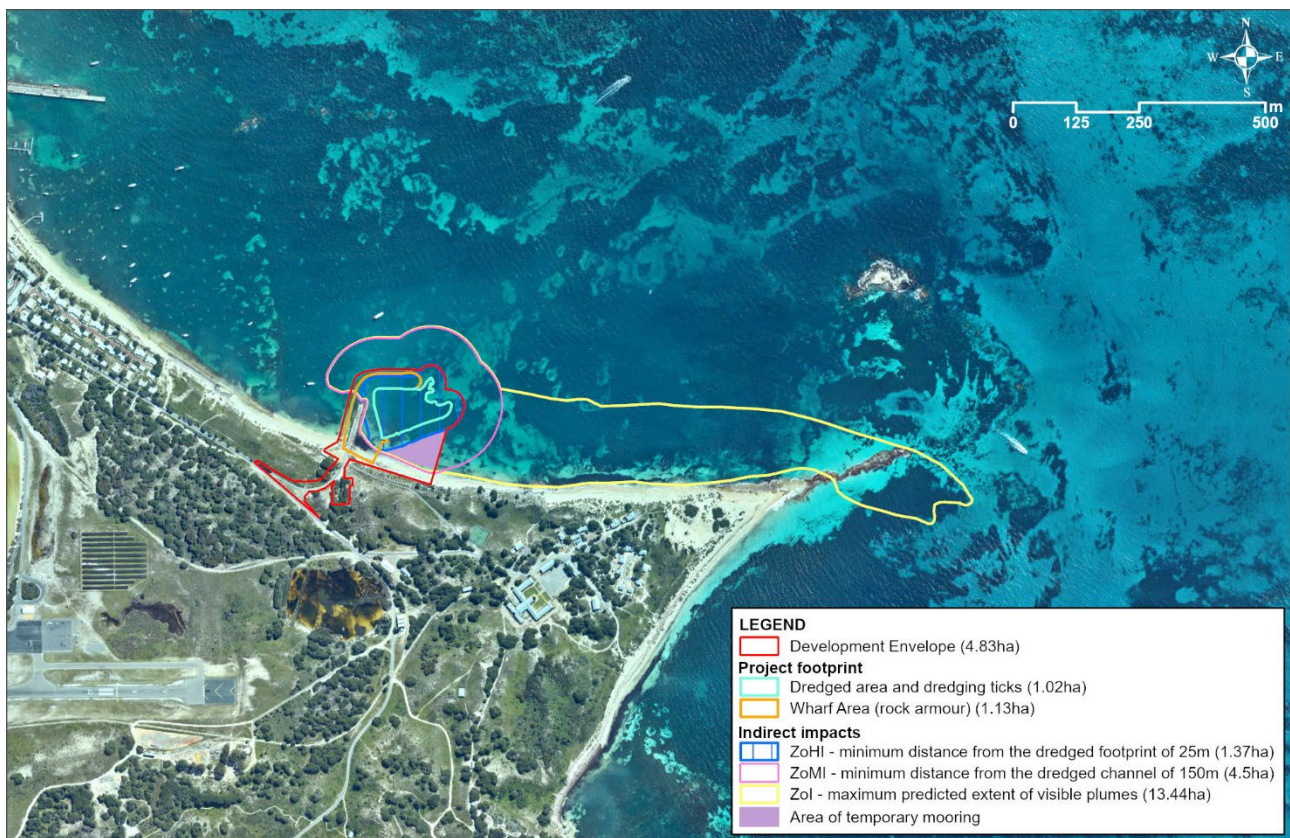 N
W E
S
m
0 125 250 500
LEGEND
Development Envelope (4.83ha)
Project footprint
Dredged area and dredging ticks (1.02ha)
Wharf Area (rock armour) (1.13ha)
Indirect impacts
ZoHI - minimum distance from the dredged footprint of 25m (1.37ha)
ZoMI - minimum distance from the dredged channel of 150m (4.5ha)
ZoI - maximum predicted extent of visible plumes (13.44ha)
Area of temporary mooring